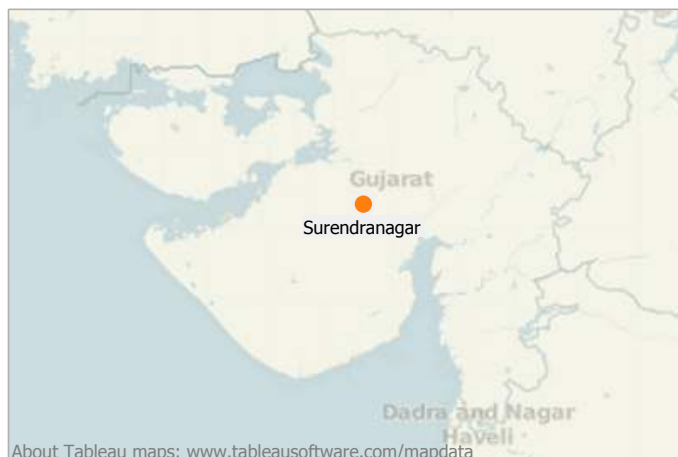 Gujarat
Surendranagar
Dadra and Nagar
Haveli
About Tableau maps: www.tableausoftware.com/mapdata